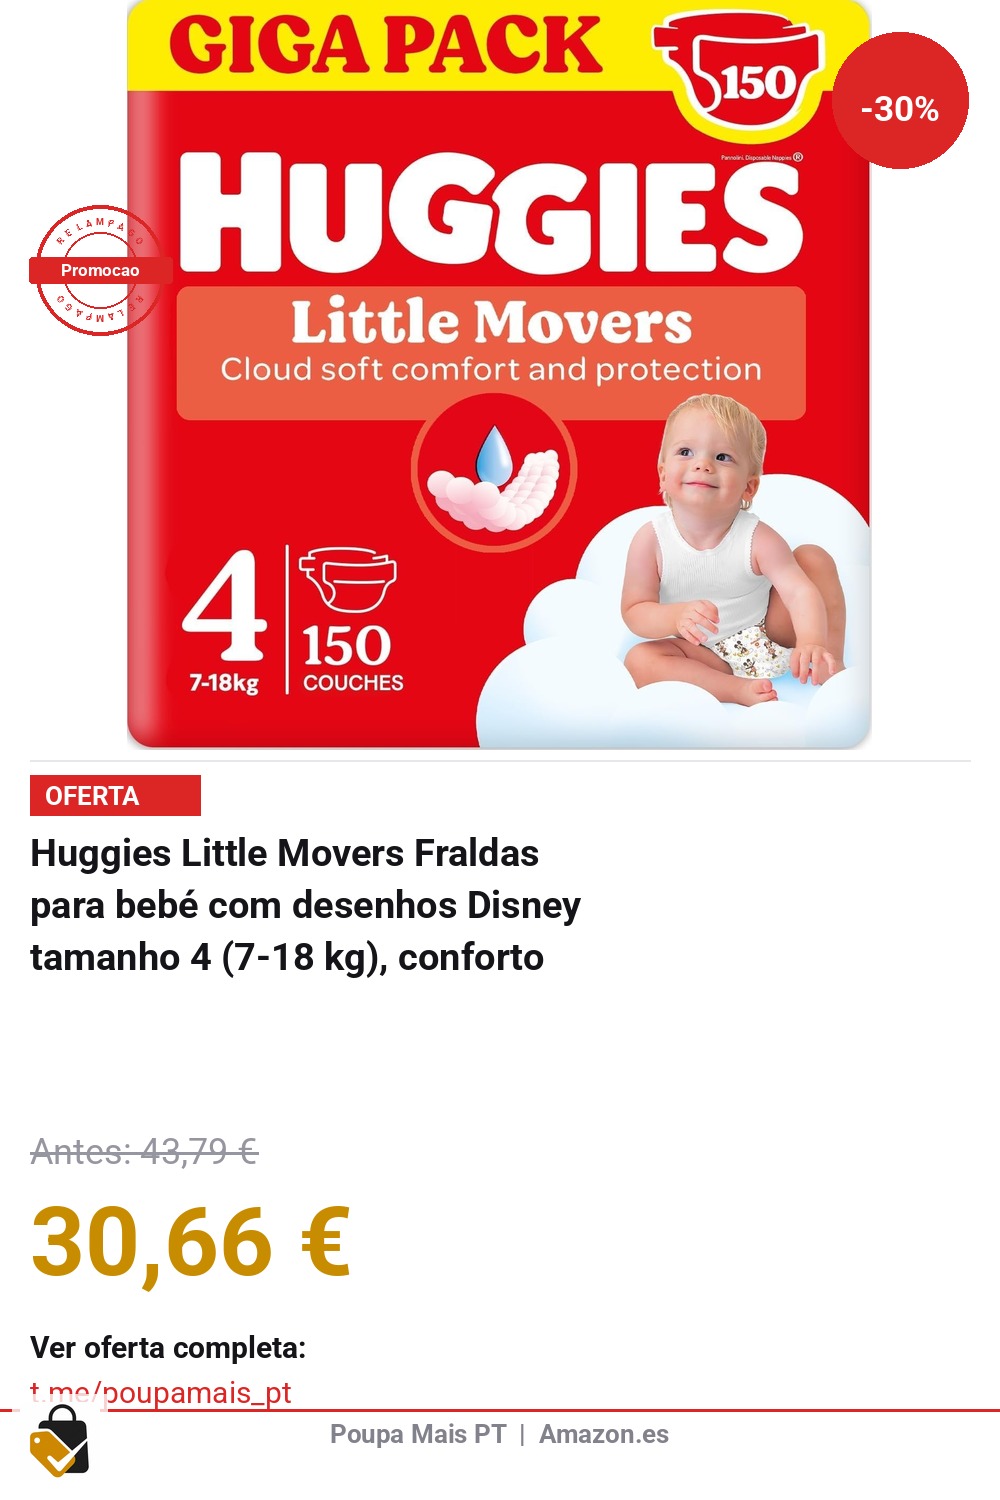 GIGA PACK
150
-30%
Pannolini. Disposable Nappies ®
HUGGIES
RELAMPAGO
Promocao
RELAMPAGO
Little Movers
Cloud soft comfort and protection
4
7-18kg
150
COUCHES
OFERTA
Huggies Little Movers Fraldas
para bebé com desenhos Disney
tamanho 4 (7-18 kg), conforto
Antes: 43,79 €
30,66 €
Ver oferta completa:
t.me/poupamais_pt
Poupa Mais PT | Amazon.es